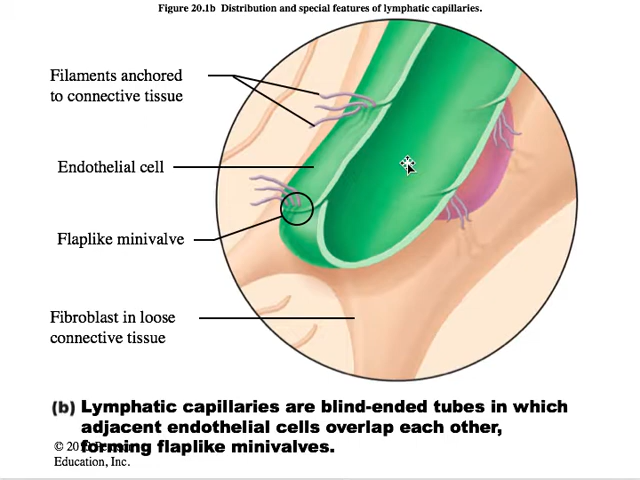 Figure 20.1b Distribution and special features of lymphatic capillaries.
Filaments anchored
to connective tissue
Endothelial cell
Flaplike minivalve
Fibroblast in loose
connective tissue
(b) Lymphatic capillaries are blind-ended tubes in which
adjacent endothelial cells overlap each other,
forming flaplike minivalves.
©
Education, Inc.